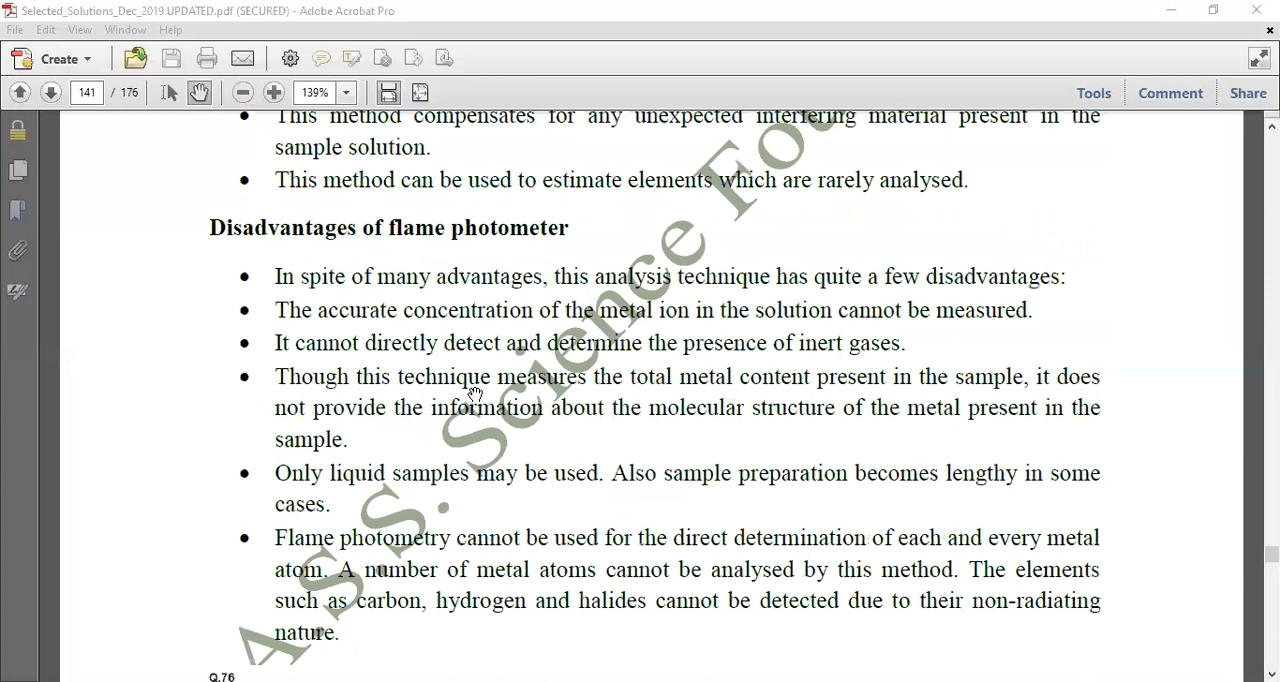 Selected_Solutions_Dec_2019 UPDATED.pdf (SECURED) - Adobe Acrobat Pro
File Edit View Window Help
Create
141 / 176 139% Tools Comment Share
• This method compensates for any unexpected interfering material present in the
sample solution.
• This method can be used to estimate elements which are rarely analysed.
Disadvantages of flame photometer
• In spite of many advantages, this analysis technique has quite a few disadvantages:
• The accurate concentration of the metal ion in the solution cannot be measured.
• It cannot directly detect and determine the presence of inert gases.
• Though this technique measures the total metal content present in the sample, it does
not provide the information about the molecular structure of the metal present in the
sample.
• Only liquid samples may be used. Also sample preparation becomes lengthy in some
cases.
• Flame photometry cannot be used for the direct determination of each and every metal
atom. A number of metal atoms cannot be analysed by this method. The elements
such as carbon, hydrogen and halides cannot be detected due to their non-radiating
nature.
Q.76
A.S.S. Science Fou